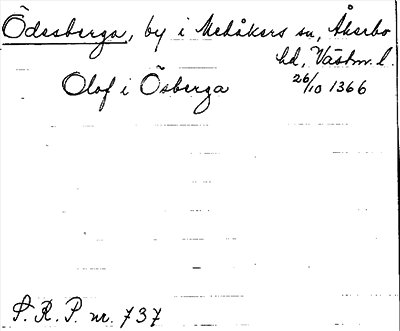 Ödesberga, by i Medåkers sn, Åkerbo
hd, Västm. l.
Olof i Ösberga 26/10 1366
S. R. P. nr. 737